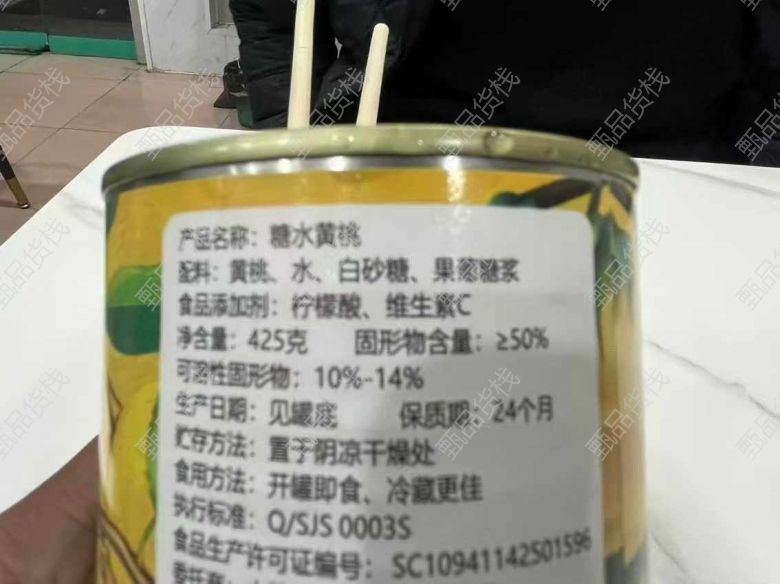 产品名称：糖水黄桃
配料：黄桃、水、白砂糖、果葡糖浆
食品添加剂：柠檬酸、维生素C
净含量：425克 固形物含量：≥50%
可溶性固形物：10%-14%
生产日期：见罐底 保质期：24个月
贮存方法：置于阴凉干燥处
食用方法：开罐即食、冷藏更佳
执行标准：Q/SJS 0003S
食品生产许可证编号：SC10941142501596
甄品货栈